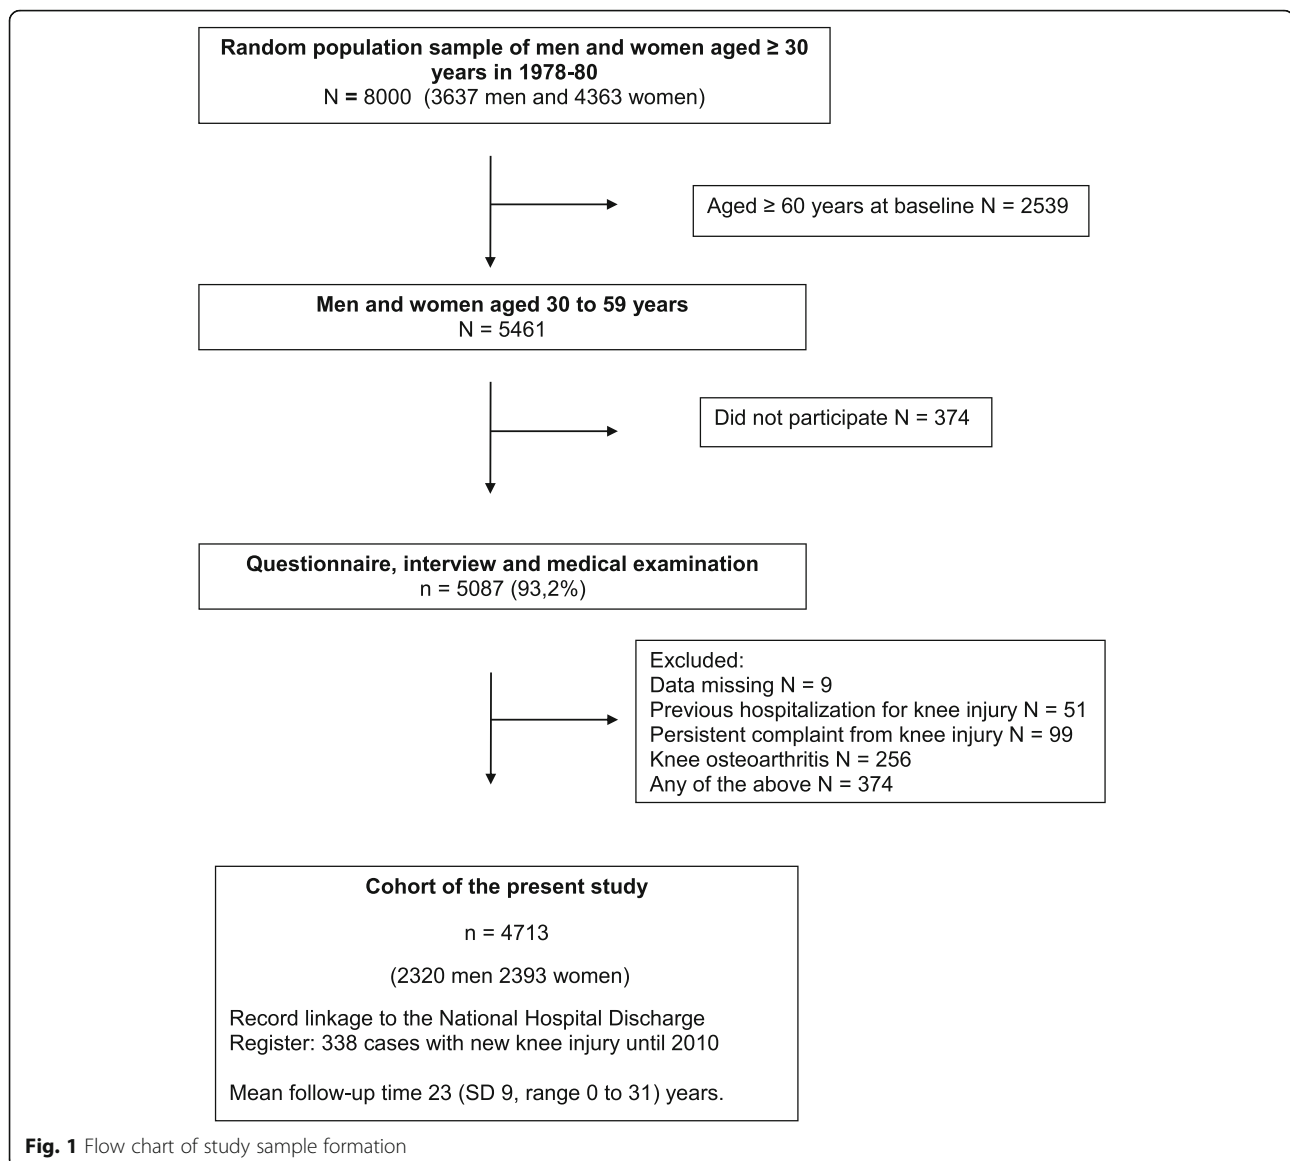 Random population sample of men and women aged ≥ 30
years in 1978-80
N = 8000 (3637 men and 4363 women)
Aged ≥ 60 years at baseline N = 2539
Men and women aged 30 to 59 years
N = 5461
Did not participate N = 374
Questionnaire, interview and medical examination
n = 5087 (93,2%)
Excluded:
Data missing N = 9
Previous hospitalization for knee injury N = 51
Persistent complaint from knee injury N = 99
Knee osteoarthritis N = 256
Any of the above N = 374
Cohort of the present study
n = 4713
(2320 men 2393 women)
Record linkage to the National Hospital Discharge
Register: 338 cases with new knee injury until 2010
Mean follow-up time 23 (SD 9, range 0 to 31) years.
Fig. 1 Flow chart of study sample formation